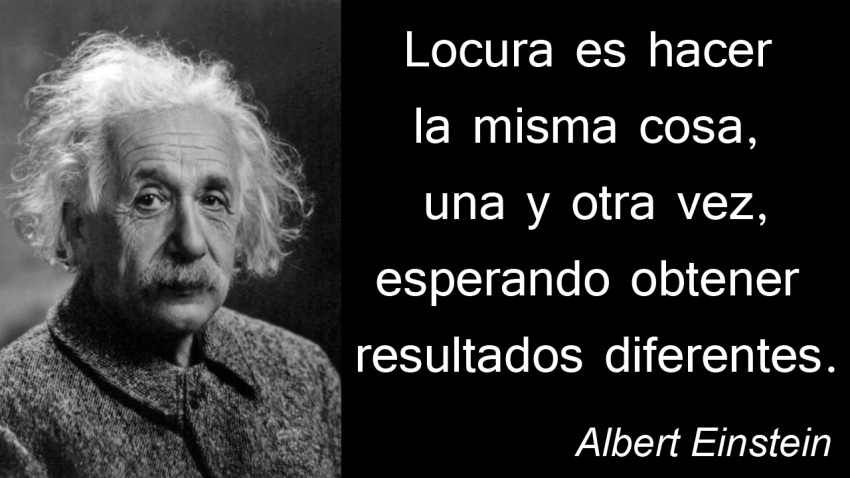 Locura es hacer
la misma cosa,
una y otra vez,
esperando obtener
resultados diferentes.
Albert Einstein